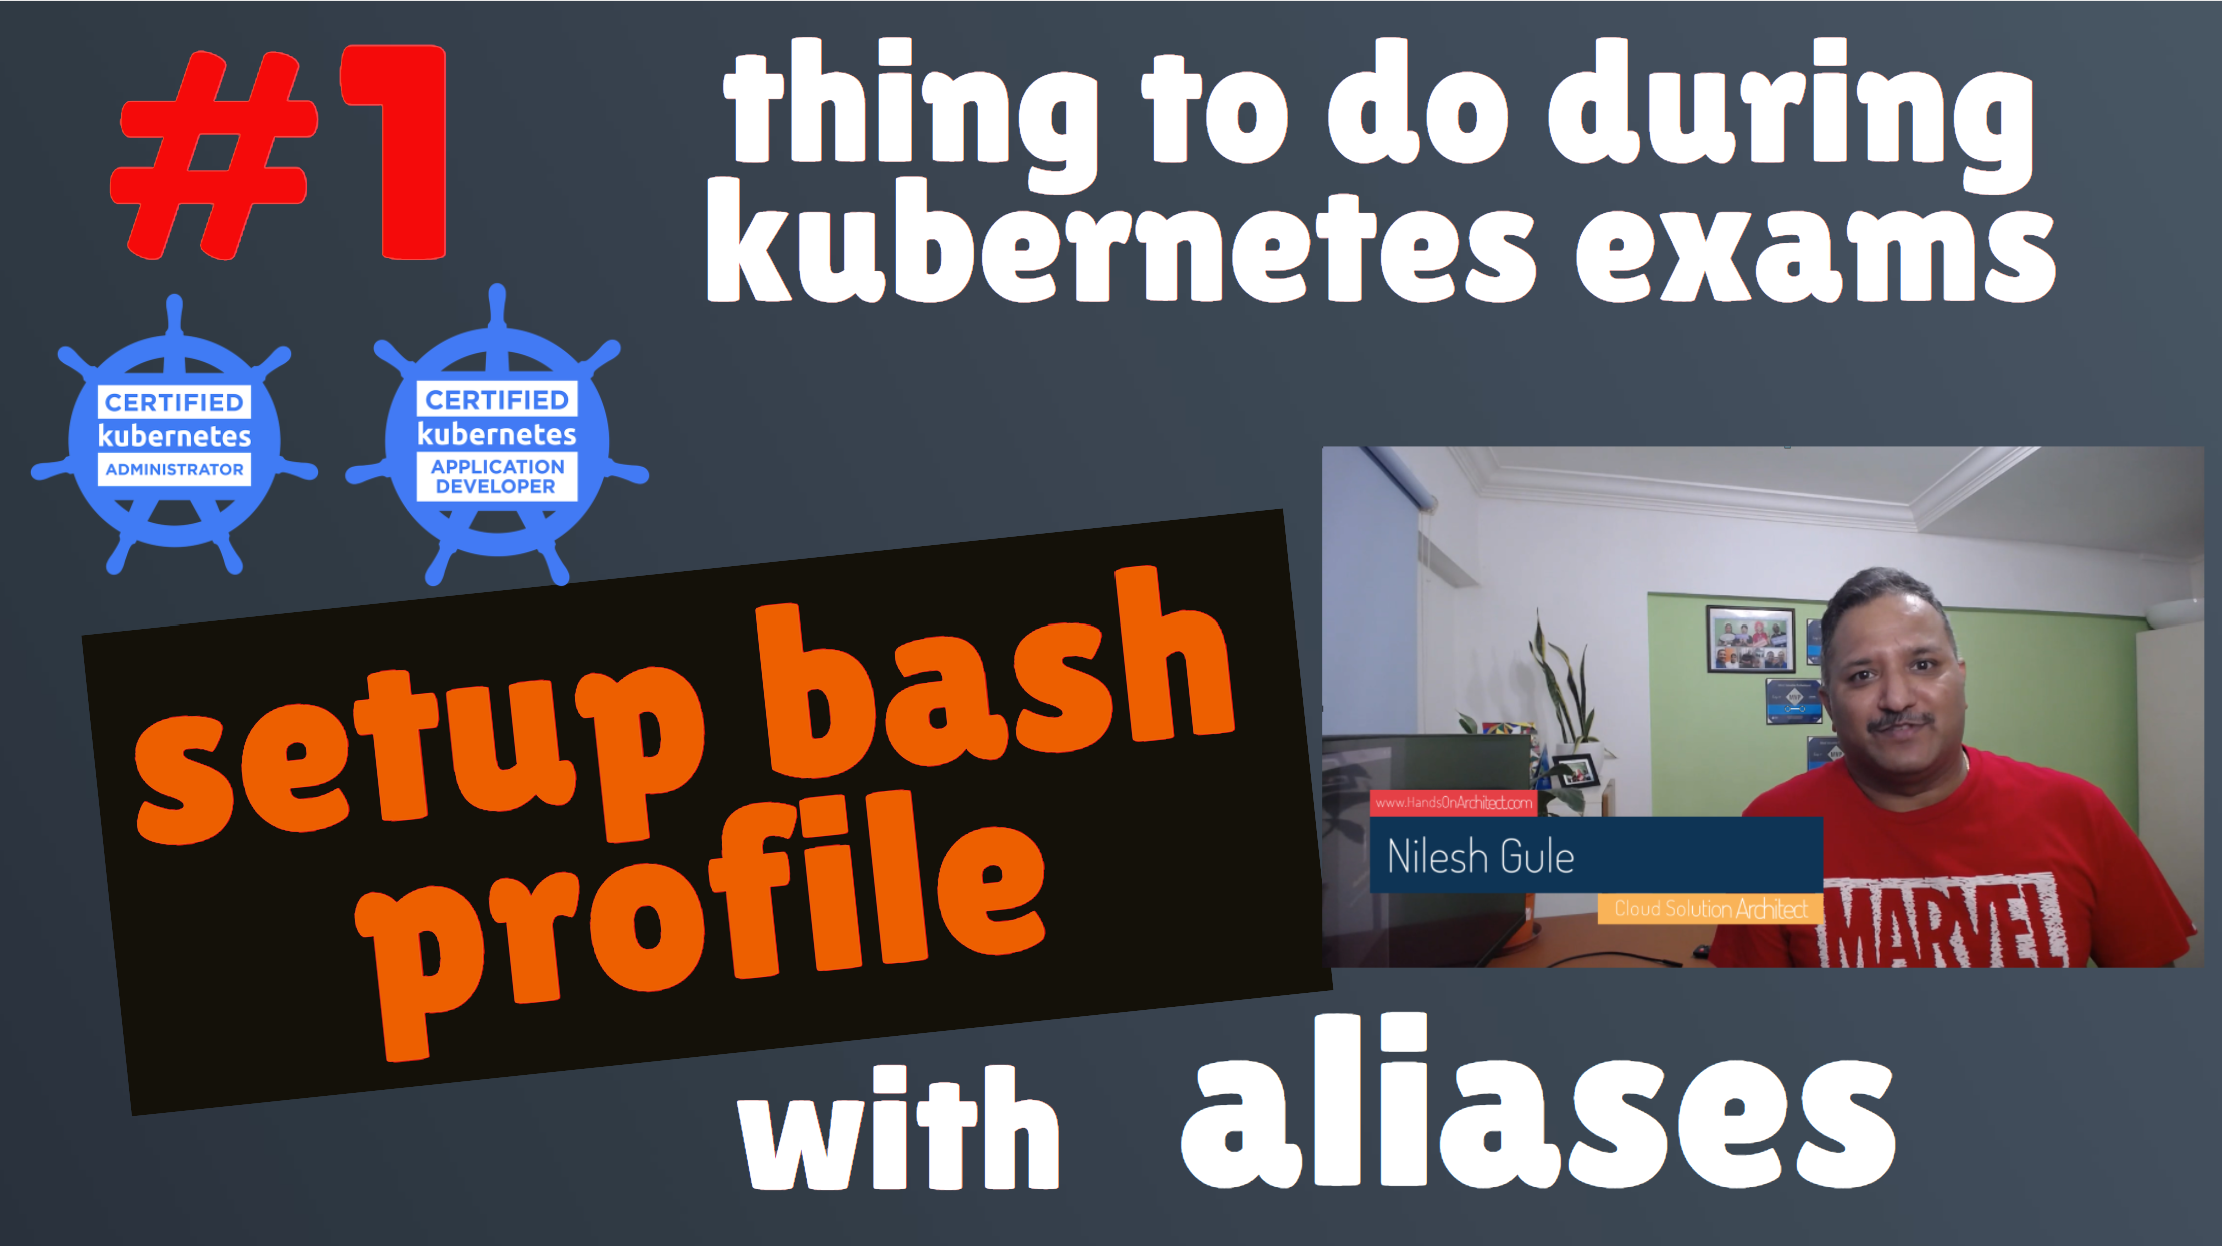 #1
thing to do during
kubernetes exams
CERTIFIED
kubernetes
ADMINISTRATOR
CERTIFIED
kubernetes
APPLICATION
DEVELOPER
setup bash
profile
www.HandsOnArchitect.com
Nilesh Gule
Cloud Solution Architect
MARVEL
with aliases